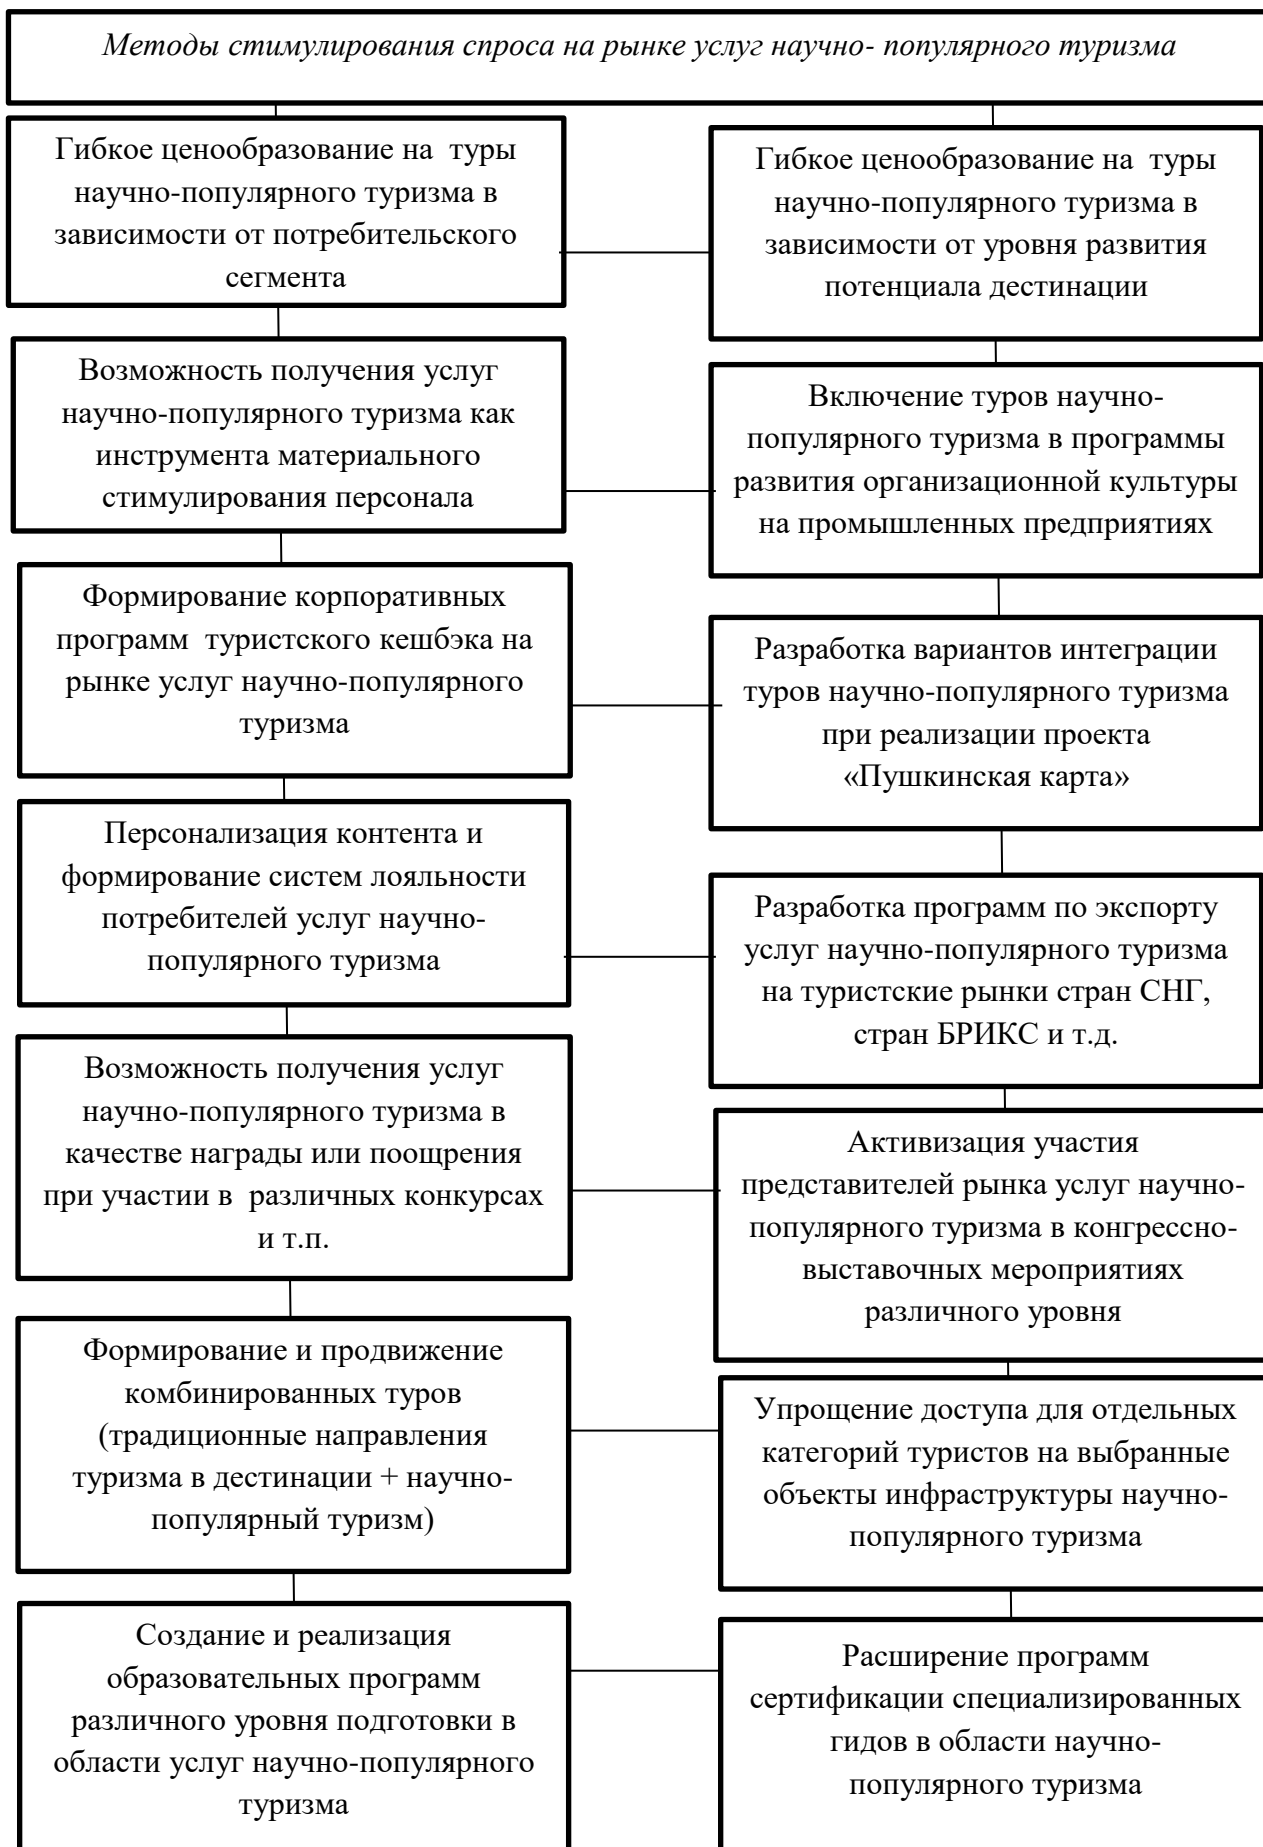 Методы стимулирования спроса на рынке услуг научно- популярного туризма
Гибкое ценообразование на туры
научно-популярного туризма в
зависимости от потребительского
сегмента
Гибкое ценообразование на туры
научно-популярного туризма в
зависимости от уровня развития
потенциала дестинации
Возможность получения услуг
научно-популярного туризма как
инструмента материального
стимулирования персонала
Включение туров научно-
популярного туризма в программы
развития организационной культуры
на промышленных предприятиях
Формирование корпоративных
программ туристского кешбэка на
рынке услуг научно-популярного
туризма
Разработка вариантов интеграции
туров научно-популярного туризма
при реализации проекта
«Пушкинская карта»
Персонализация контента и
формирование систем лояльности
потребителей услуг научно-
популярного туризма
Разработка программ по экспорту
услуг научно-популярного туризма
на туристские рынки стран СНГ,
стран БРИКС и т.д.
Возможность получения услуг
научно-популярного туризма в
качестве награды или поощрения
при участии в различных конкурсах
и т.п.
Активизация участия
представителей рынка услуг научно-
популярного туризма в конгрессно-
выставочных мероприятиях
различного уровня
Формирование и продвижение
комбинированных туров
(традиционные направления
туризма в дестинации + научно-
популярный туризм)
Упрощение доступа для отдельных
категорий туристов на выбранные
объекты инфраструктуры научно-
популярного туризма
Создание и реализация
образовательных программ
различного уровня подготовки в
области услуг научно-популярного
туризма
Расширение программ
сертификации специализированных
гидов в области научно-
популярного туризма